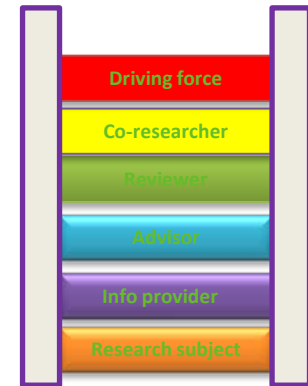 Driving force
Co-researcher
Reviewer
Advisor
Info provider
Research subject